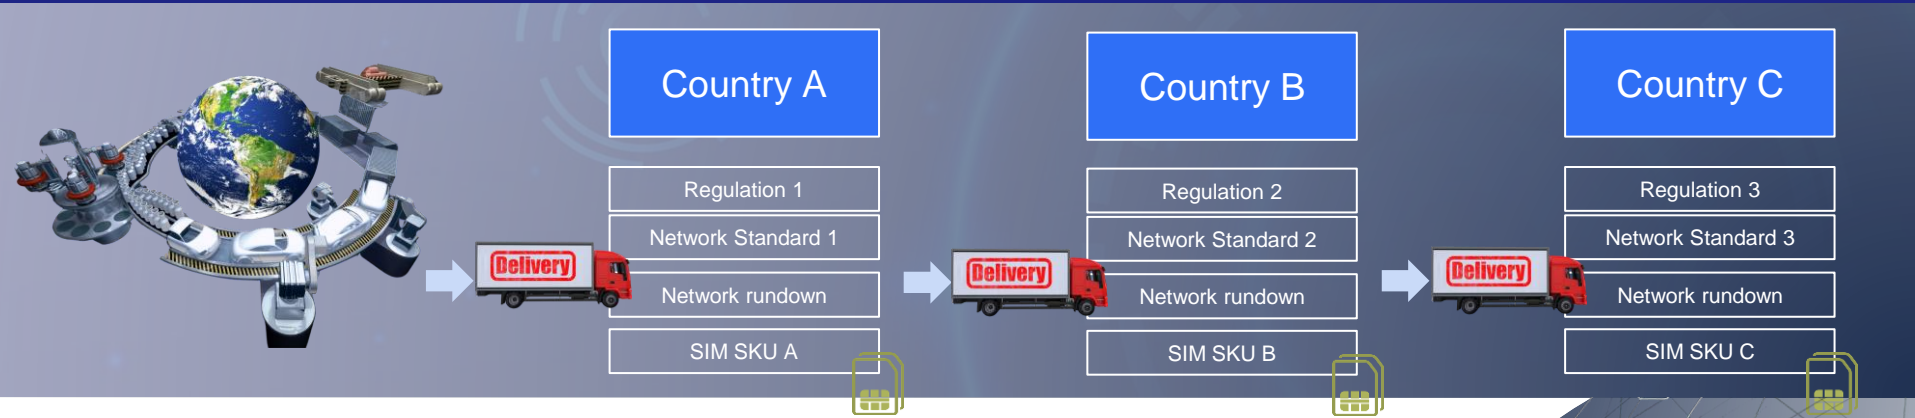 Country A
Regulation 1
Network Standard 1
Delivery
Network rundown
SIM SKU A
Country B
Regulation 2
Network Standard 2
Delivery
Network rundown
SIM SKU B
Country C
Regulation 3
Network Standard 3
Delivery
Network rundown
SIM SKU C